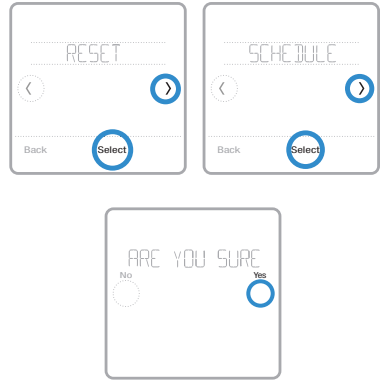 RESET
Back Select
SCHEDULE
Back Select
ARE YOU SURE
No Yes